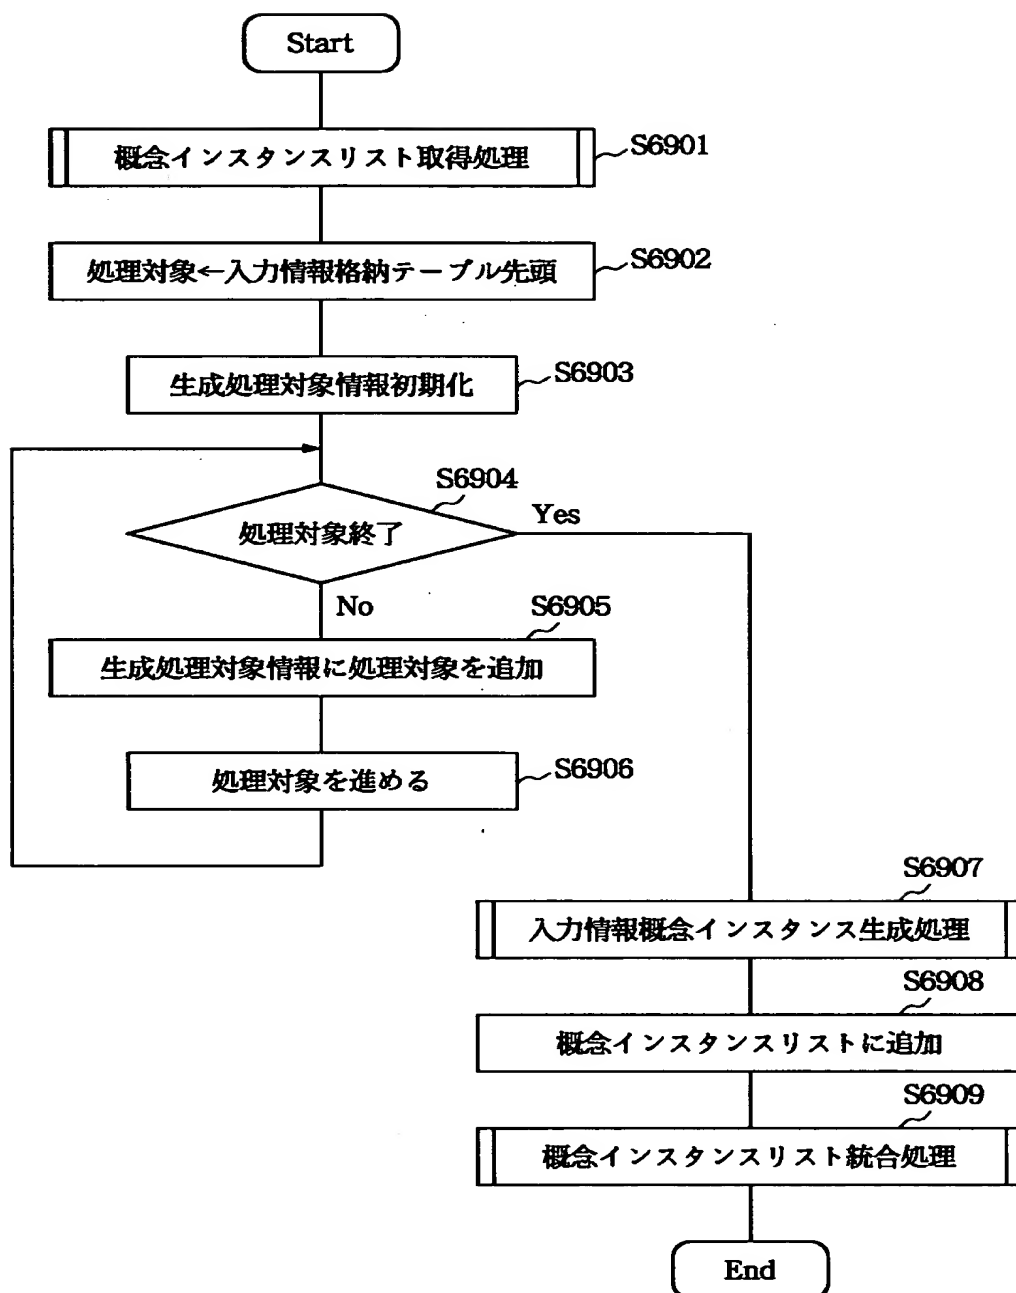 Start
概念インスタンスリスト取得処理
S6901
処理対象←入力情報格納テーブル先頭
S6902
生成処理対象情報初期化
S6903
S6904
処理対象終了
Yes
No
S6905
生成処理対象情報に処理対象を追加
処理対象を進める
S6906
S6907
入力情報概念インスタンス生成処理
S6908
概念インスタンスリストに追加
S6909
概念インスタンスリスト統合処理
End